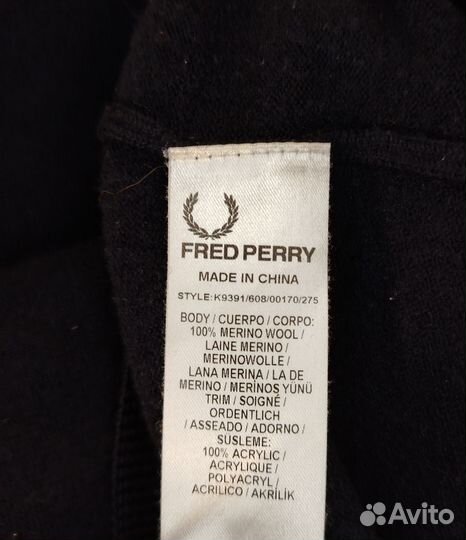 FRED PERRY
MADE IN CHINA
STYLE:K9391/608/00170/275
BODY / CUERPO / CORPO:
100% MERINO WOOL /
LAINE MERINO /
MERINOWOLLE /
LANA MERINA / LA DE
MERINO / MERİNOS YÜNÜ
TRIM / SOIGNÉ /
ORDENTLICH
/ ASSEADO / ADORNO /
SÜSLEME:
100% ACRYLIC /
ACRYLIQUE /
POLYACRYL /
ACRILICO / AKRİLİK
Avito